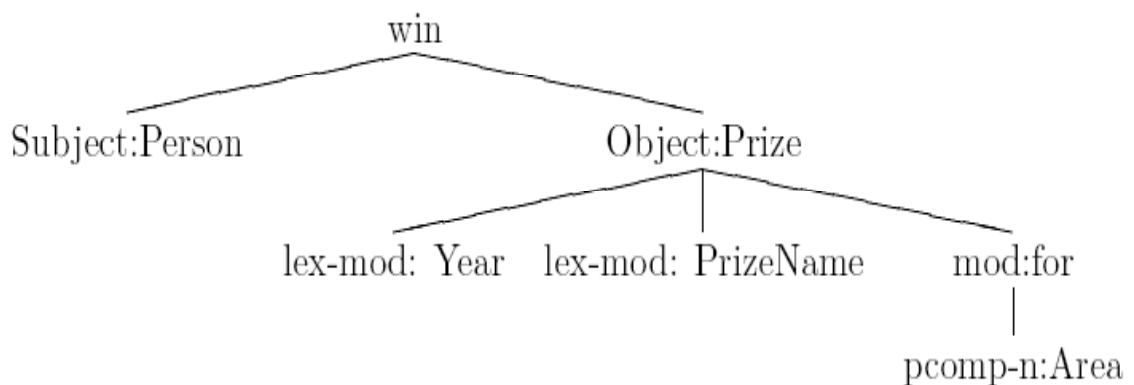 win
Subject:Person Object:Prize
lex-mod: Year lex-mod: PrizeName mod:for
pcomp-n:Area